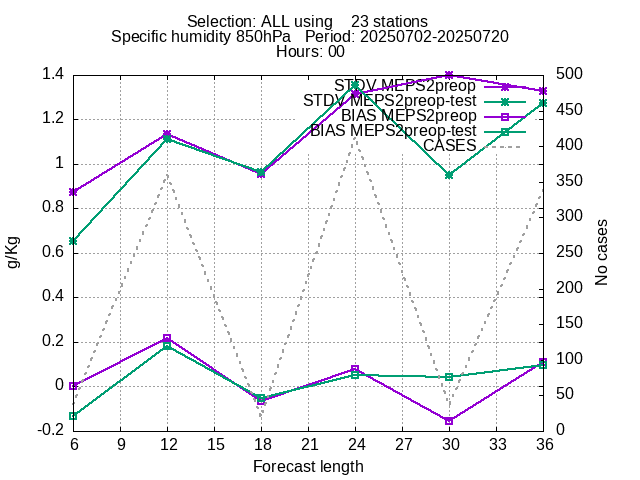 Selection: ALL using    23 stations
Specific humidity 850hPa   Period: 20250702-20250720
Hours: 00
STDV MEPS2preop
STDV MEPS2preop-test
BIAS MEPS2preop
BIAS MEPS2preop-test
CASES
1.4
1.2
1
0.8
0.6
0.4
0.2
0
-0.2
g/Kg
500
450
400
350
300
250
200
150
100
50
0
No cases
6 9 12 15 18 21 24 27 30 33 36
Forecast length